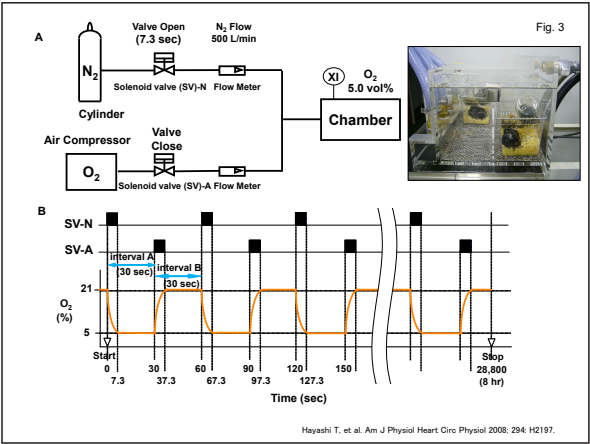 Fig. 3
A
Valve Open
(7.3 sec)
N2 Flow
500 L/min
N2
Solenoid valve (SV)-N Flow Meter
Cylinder
XI
O2
5.0 vol%
Chamber
Air Compressor
Valve
Close
O2
Solenoid valve (SV)-A Flow Meter
B
SV-N
SV-A
interval A
(30 sec)
interval B
(30 sec)
21
O2
(%)
5
Start
Stop
0 30 60 90 120 150 28,800
7.3 37.3 67.3 97.3 127.3 (8 hr)
Time (sec)
Hayashi T, et al. Am J Physiol Heart Circ Physiol 2008; 294: H2197.